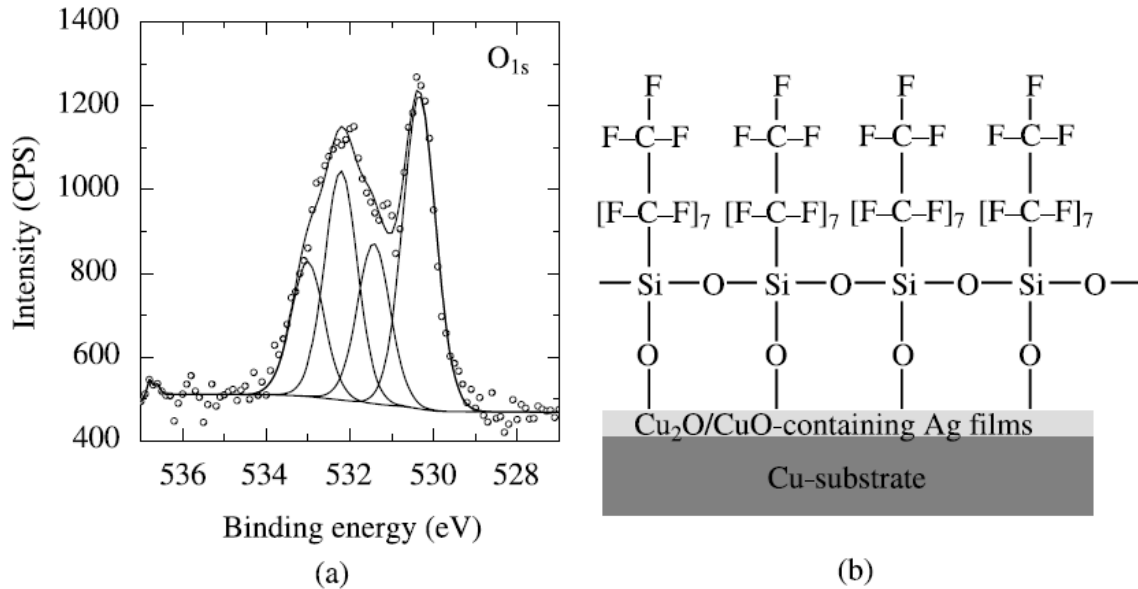 1400
1200
1000
800
600
400
O1s
Intensity (CPS)
536 534 532 530 528
Binding energy (eV)
(a)
F F F F
F–C–F F–C–F F–C–F F–C–F
[F–C–F]7 [F–C–F]7 [F–C–F]7 [F–C–F]7
Si O Si O Si O Si O
O O O O
Cu2O/CuO-containing Ag films
Cu-substrate
(b)